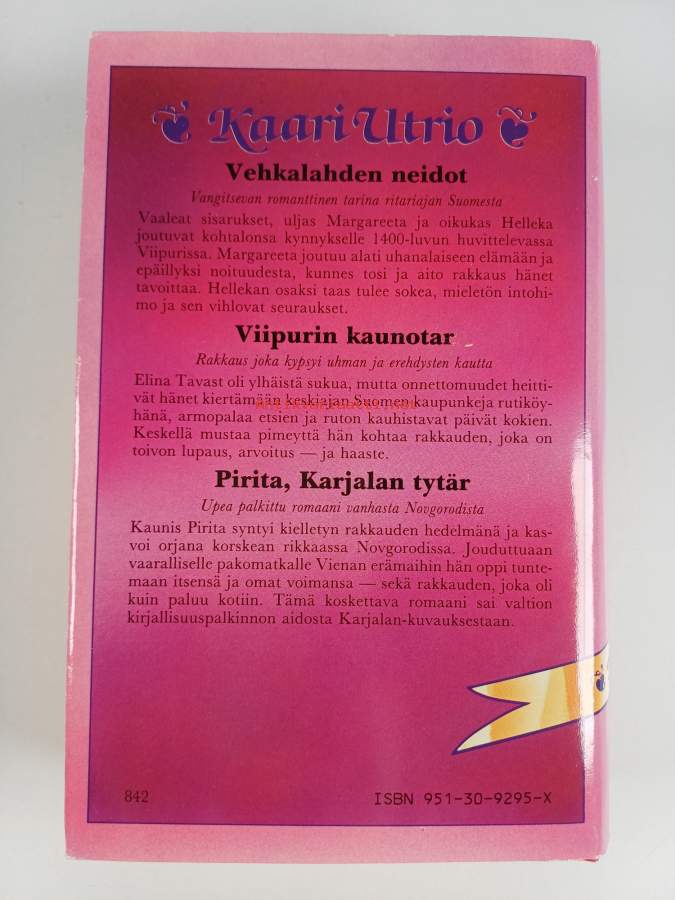 Kaari Utrio
Vehkalahden neidot
Vangitsevan romanttinen tarina ritariajan Suomesta
Vaaleat sisarukset, uljas Margareeta ja oikukas Helleka
joutuvat kohtalonsa kynnykselle 1400-luvun huvittelevassa
Viipurissa. Margareeta joutuu alati uhanalaiseen elämään ja
epäillyksi noituudesta, kunnes tosi ja aito rakkaus hänet
tavoittaa. Hellekan osaksi taas tulee sokea, mieletön intohi-
mo ja sen vihlovat seuraukset.
Viipurin kaunotar
Rakkaus joka kypsyi uhman ja erehdysten kautta
Elina Tavast oli ylhäistä sukua, mutta onnettomuudet heitti-
vät hänet kiertämään keskiajan Suomen kaupunkeja rutiköy-
hänä, armopalaa etsien ja ruton kauhistavat päivät kokien.
Keskellä mustaa pimeyttä hän kohtaa rakkauden, joka on
toivon lupaus, arvoitus — ja haaste.
Pirita, Karjalan tytär
Upea palkittu romaani vanhasta Novgorodista
Kaunis Pirita syntyi kielletyn rakkauden hedelmänä ja kas-
voi orjana korskean rikkaassa Novgorodissa. Jouduttuaan
vaaralliselle pakomatkalle Vienan erämaihin hän oppi tunte-
maan itsensä ja omat voimansa — sekä rakkauden, joka oli
kuin paluu kotiin. Tämä koskettava romaani sai valtion
kirjallisuuspalkinnon aidosta Karjalan-kuvauksestaan.
842
ISBN 951-30-9295-X